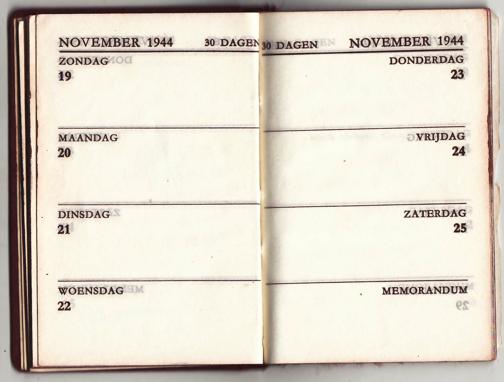 NOVEMBER 1944 30 DAGEN
ZONDAG
19
MAANDAG
20
DINSDAG
21
WOENSDAG
22
30 DAGEN NOVEMBER 1944
DONDERDAG
23
VRIJDAG
24
ZATERDAG
25
MEMORANDUM